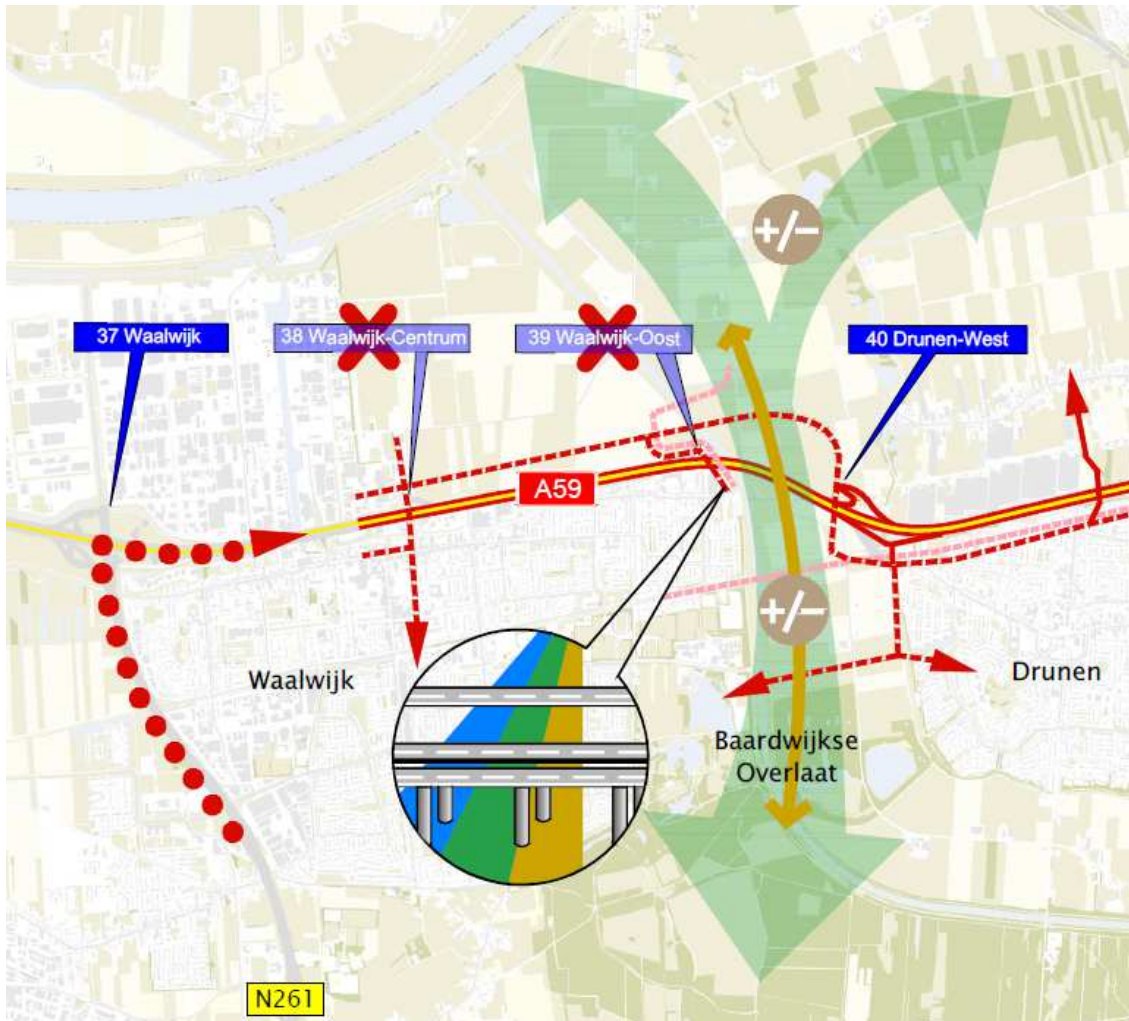 +/−
37 Waalwijk
38 Waalwijk-Centrum
39 Waalwijk-Oost
40 Drunen-West
A59
+/−
Waalwijk
Drunen
Baardwijkse
Overlaat
N261